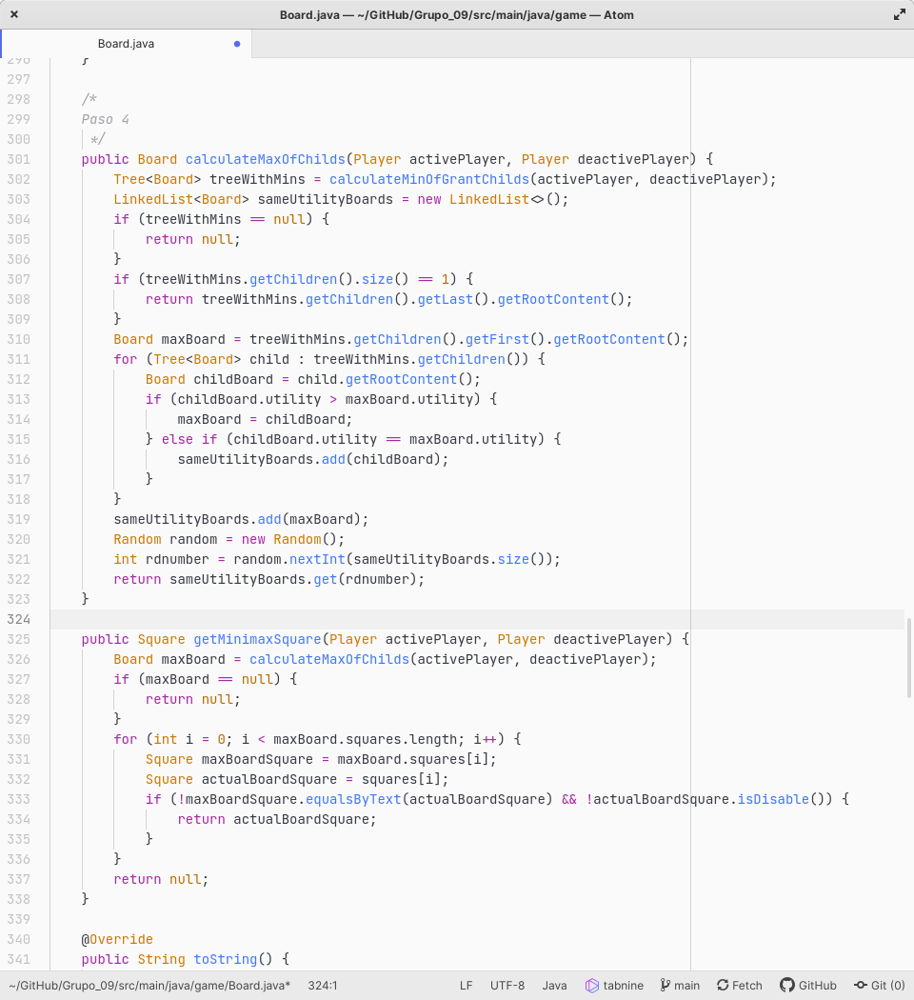 Board.java — ~/GitHub/Grupo_09/src/main/java/game — Atom
Board.java
296 }
297
298 /*
299 Paso 4
300 */
301 public Board calculateMaxOfChilds(Player activePlayer, Player deactivePlayer) {
302 Tree<Board> treeWithMins = calculateMinOfGrantChilds(activePlayer, deactivePlayer);
303 LinkedList<Board> sameUtilityBoards = new LinkedList<>();
304 if (treeWithMins == null) {
305 return null;
306 }
307 if (treeWithMins.getChildren().size() == 1) {
308 return treeWithMins.getChildren().getLast().getRootContent();
309 }
310 Board maxBoard = treeWithMins.getChildren().getFirst().getRootContent();
311 for (Tree<Board> child : treeWithMins.getChildren()) {
312 Board childBoard = child.getRootContent();
313 if (childBoard.utility > maxBoard.utility) {
314 maxBoard = childBoard;
315 } else if (childBoard.utility == maxBoard.utility) {
316 sameUtilityBoards.add(childBoard);
317 }
318 }
319 sameUtilityBoards.add(maxBoard);
320 Random random = new Random();
321 int rdnumber = random.nextInt(sameUtilityBoards.size());
322 return sameUtilityBoards.get(rdnumber);
323 }
324
325 public Square getMinimaxSquare(Player activePlayer, Player deactivePlayer) {
326 Board maxBoard = calculateMaxOfChilds(activePlayer, deactivePlayer);
327 if (maxBoard == null) {
328 return null;
329 }
330 for (int i = 0; i < maxBoard.squares.length; i++) {
331 Square maxBoardSquare = maxBoard.squares[i];
332 Square actualBoardSquare = squares[i];
333 if (!maxBoardSquare.equalsByText(actualBoardSquare) && !actualBoardSquare.isDisable()) {
334 return actualBoardSquare;
335 }
336 }
337 return null;
338 }
339
340 @Override
341 public String toString() {
~/GitHub/Grupo_09/src/main/java/game/Board.java* 324:1 LF UTF-8 Java tabnine main Fetch GitHub Git (0)